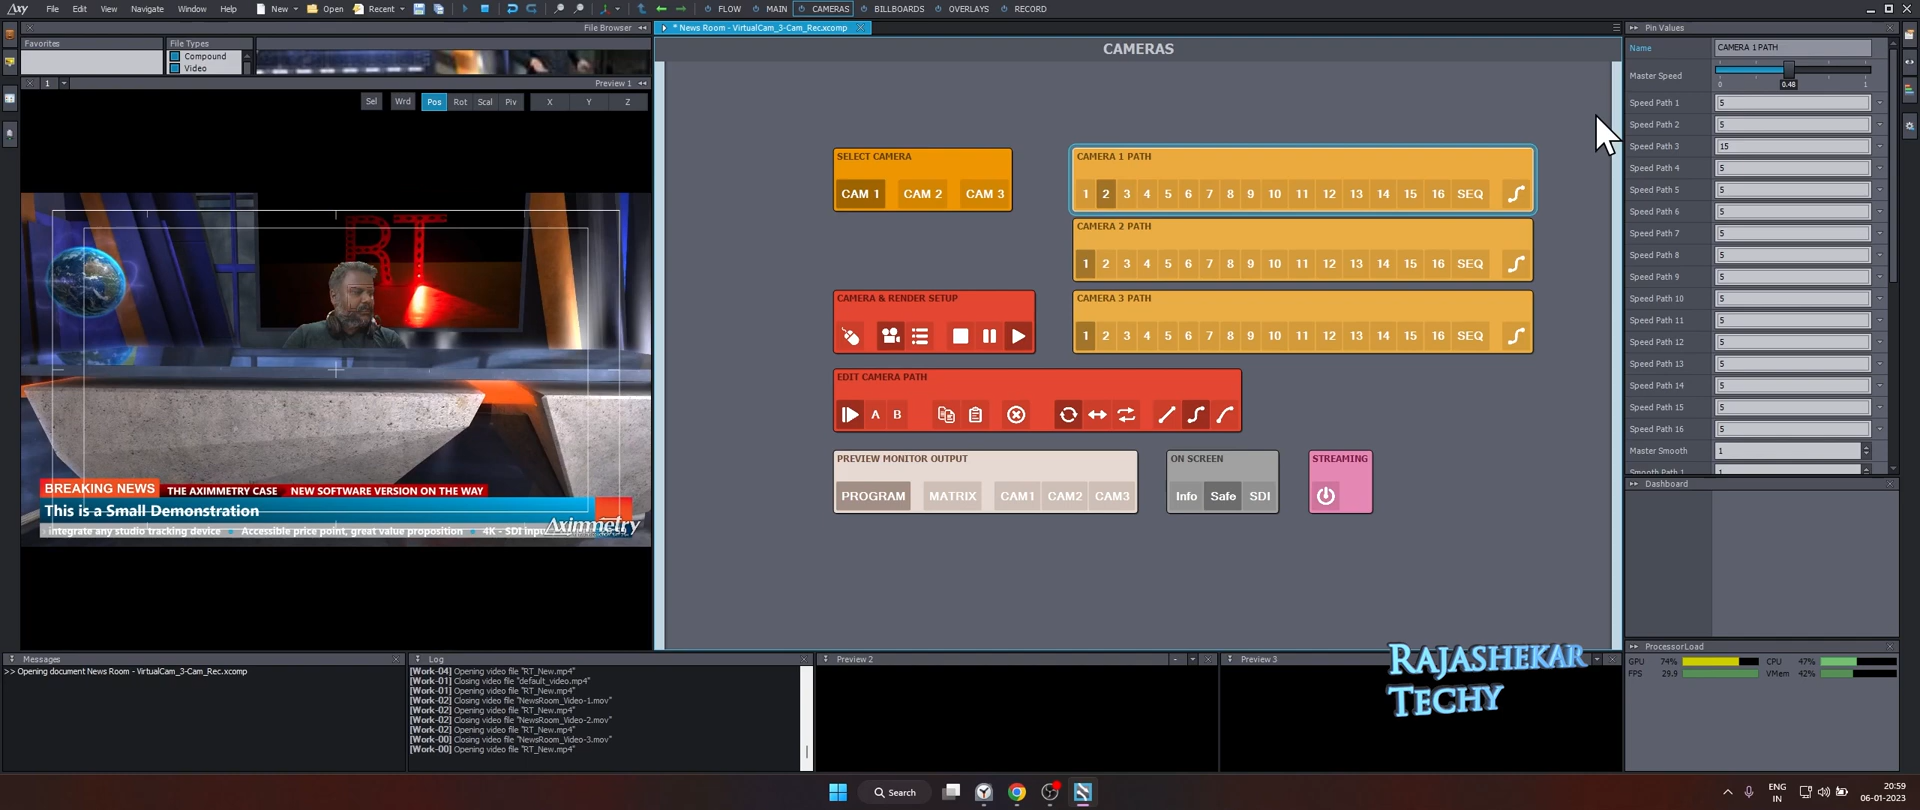 Axy File Edit View Navigate Window Help New Open Recent FLOW MAIN CAMERAS BILLBOARDS OVERLAYS RECORD
File Browser
Favorites
File Types
Compound
Video
1
Preview 1
Sel Wrd Pos Rot Scal Piv X Y Z
RT
BREAKING NEWS THE AXIMMETRY CASE NEW SOFTWARE VERSION ON THE WAY
This is a Small Demonstration
integrate any studio tracking device Accessible price point, great value proposition 4K - SDI
Aximmetry
* News Room - VirtualCam_3-Cam_Rec.xcomp
CAMERAS
SELECT CAMERA
CAM 1 CAM 2 CAM 3
CAMERA 1 PATH
1 2 3 4 5 6 7 8 9 10 11 12 13 14 15 16 SEQ
CAMERA 2 PATH
1 2 3 4 5 6 7 8 9 10 11 12 13 14 15 16 SEQ
CAMERA & RENDER SETUP
CAMERA 3 PATH
1 2 3 4 5 6 7 8 9 10 11 12 13 14 15 16 SEQ
EDIT CAMERA PATH
A B
PREVIEW MONITOR OUTPUT
PROGRAM MATRIX CAM1 CAM2 CAM3
ON SCREEN
Info Safe SDI
STREAMING
Pin Values
Name CAMERA 1 PATH
Master Speed
0 0.48 1
Speed Path 1 5
Speed Path 2 5
Speed Path 3 15
Speed Path 4 5
Speed Path 5 5
Speed Path 6 5
Speed Path 7 5
Speed Path 8 5
Speed Path 9 5
Speed Path 10 5
Speed Path 11 5
Speed Path 12 5
Speed Path 13 5
Speed Path 14 5
Speed Path 15 5
Speed Path 16 5
Master Smooth 1
Smooth Path 1 1
Dashboard
ProcessorLoad
GPU 74% CPU 47%
FPS 29.9 VMem 42%
Messages
>> Opening document News Room - VirtualCam_3-Cam_Rec.xcomp
Log
[Work-04] Opening video file "RT_New.mp4"
[Work-01] Closing video file "default_video.mp4"
[Work-01] Opening video file "RT_New.mp4"
[Work-02] Closing video file "NewsRoom_Video-1.mov"
[Work-02] Opening video file "RT_New.mp4"
[Work-02] Closing video file "NewsRoom_Video-2.mov"
[Work-02] Opening video file "RT_New.mp4"
[Work-00] Closing video file "NewsRoom_Video-3.mov"
[Work-00] Opening video file "RT_New.mp4"
Preview 2
Preview 3
RAJASHEKAR
TECHY
Search
ENG
IN
20:59
06-01-2023